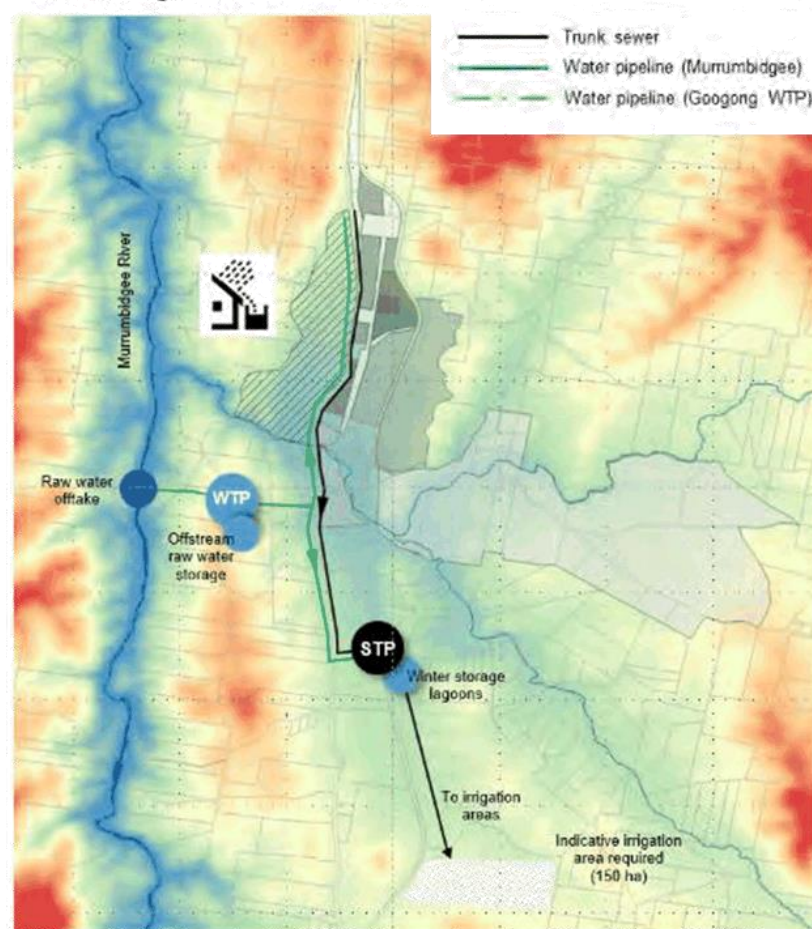 Trunk sewer
Water pipeline (Murrumbidgee)
Water pipeline (Googong WTP)
Murrumbidgee River
Raw water
offtake
WTP
Offstream
raw water
storage
STP
Winter storage
lagoons
To irrigation
areas
Indicative irrigation
area required
(150 ha)